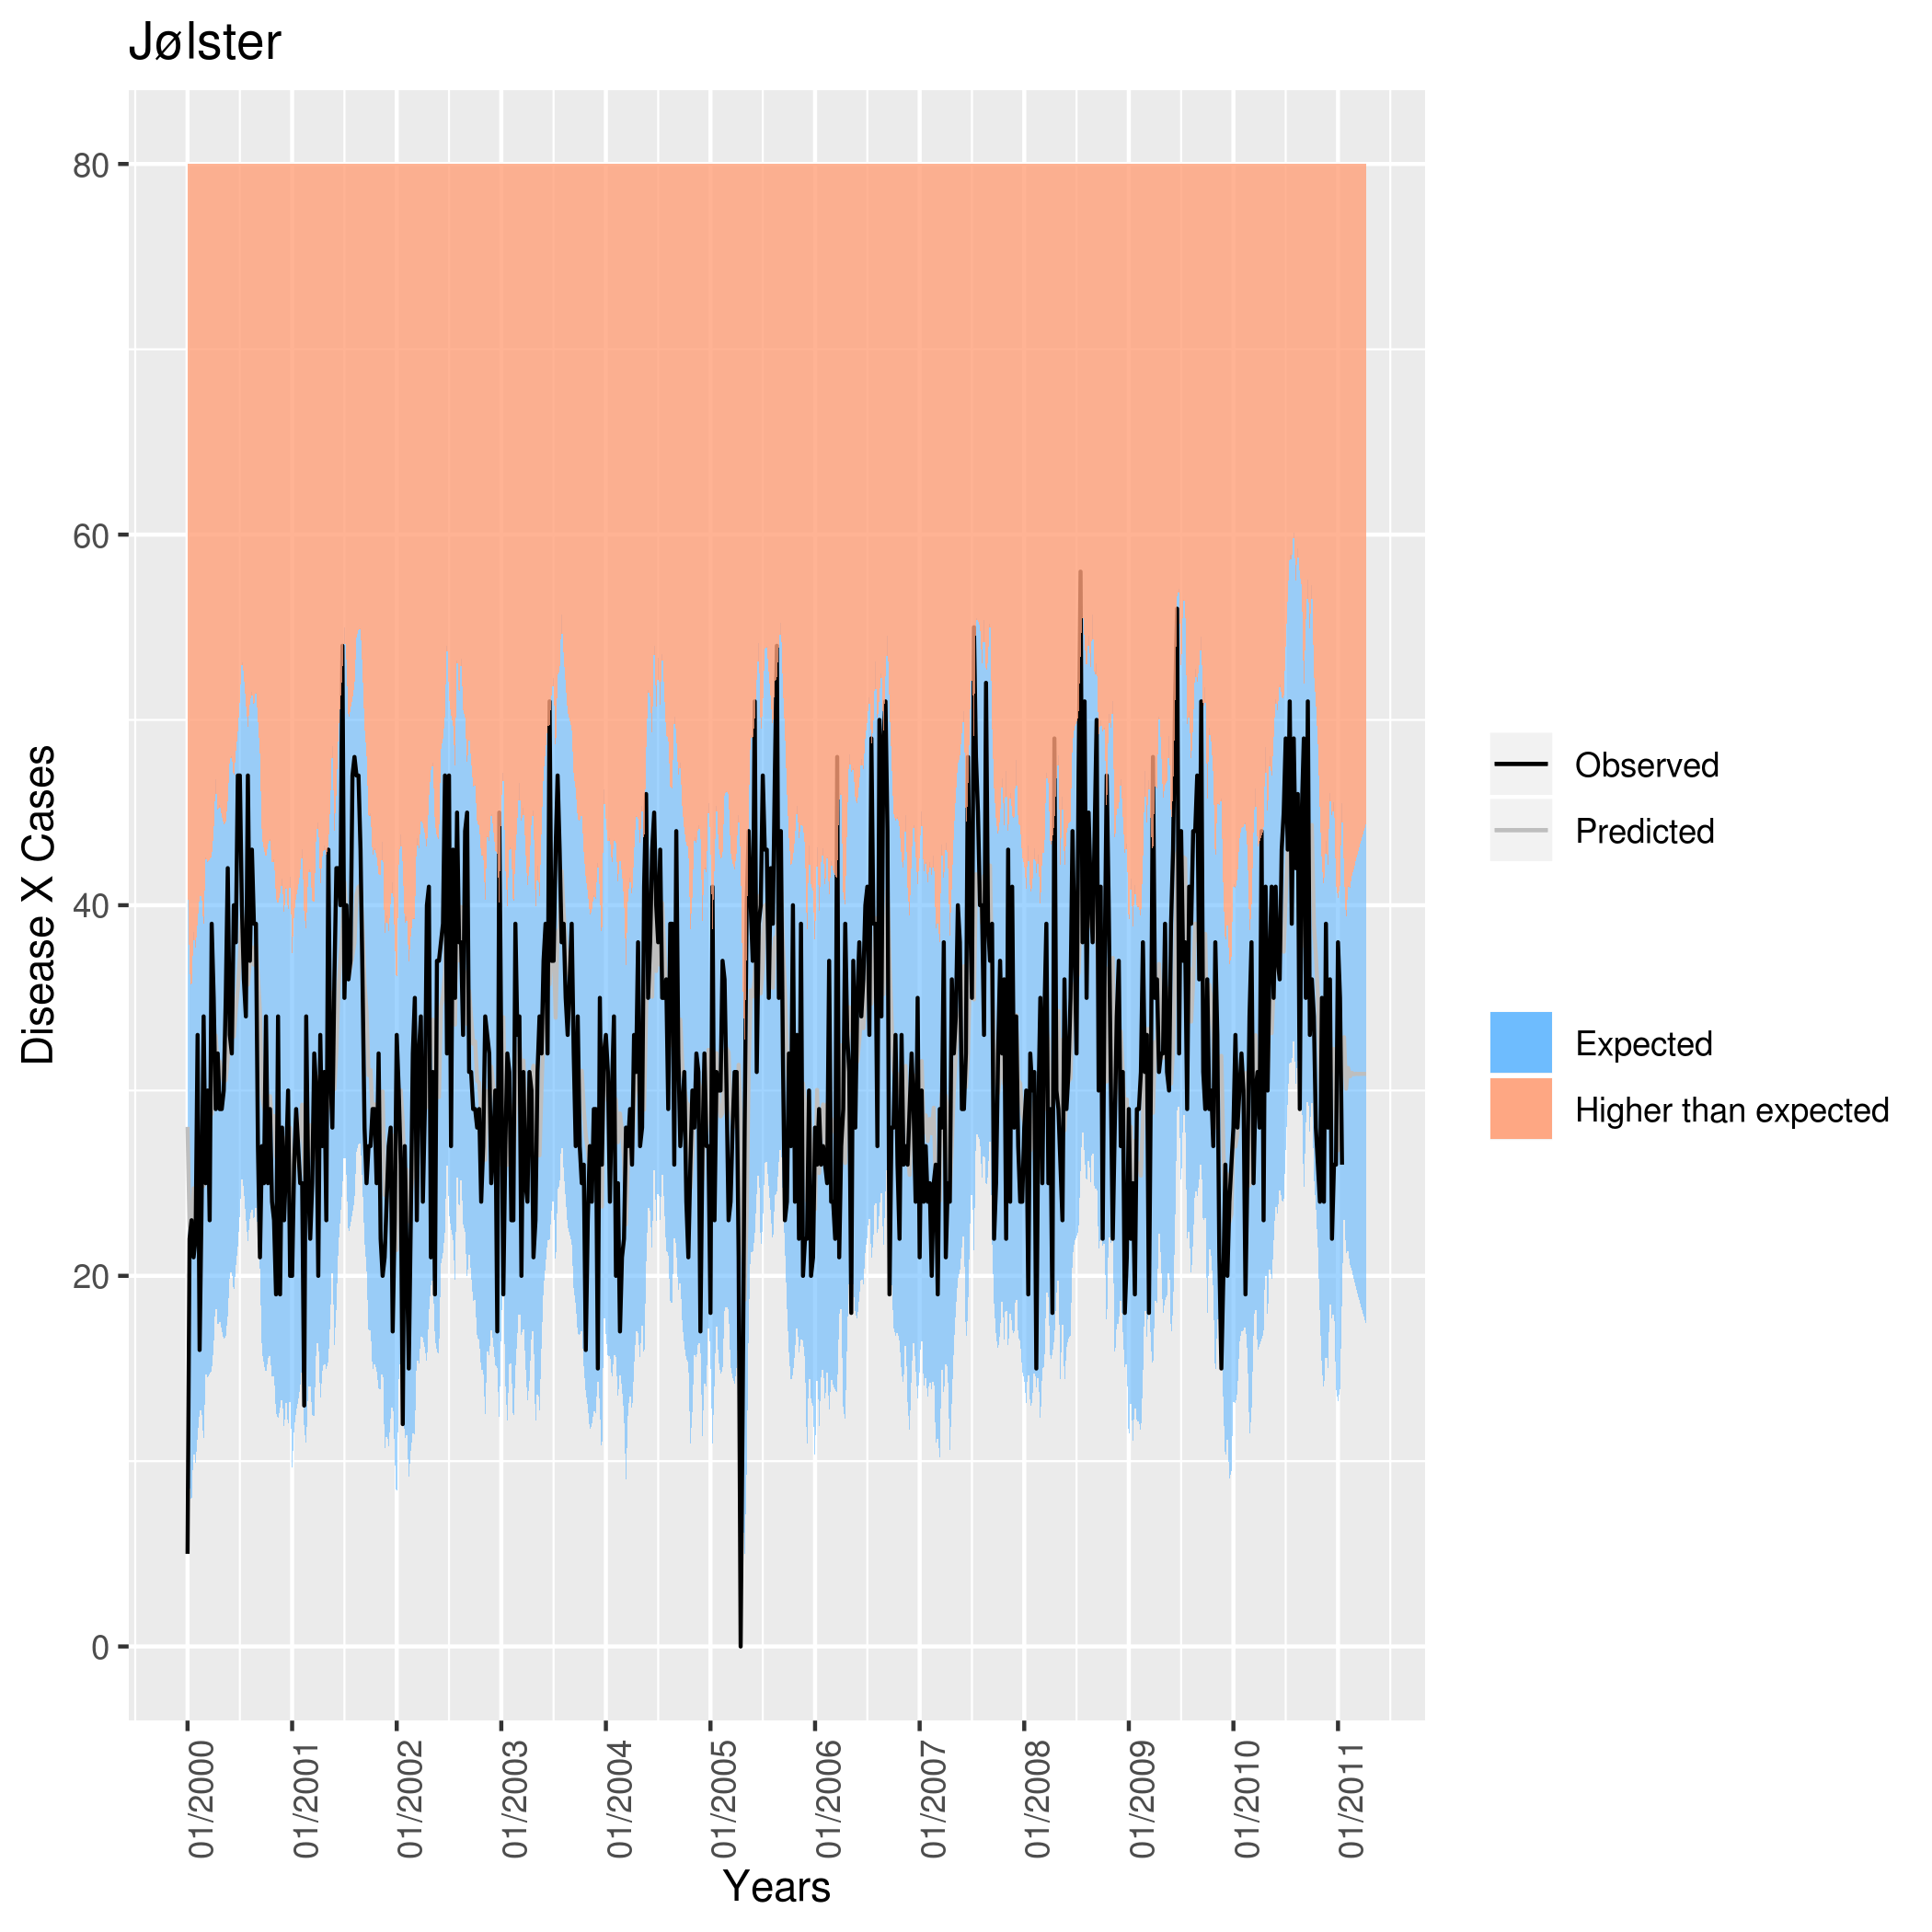 Jølster
Disease X Cases
80
60
40
20
0
01/2000
01/2001
01/2002
01/2003
01/2004
01/2005
01/2006
01/2007
01/2008
01/2009
01/2010
01/2011
Years
Observed
Predicted
Expected
Higher than expected